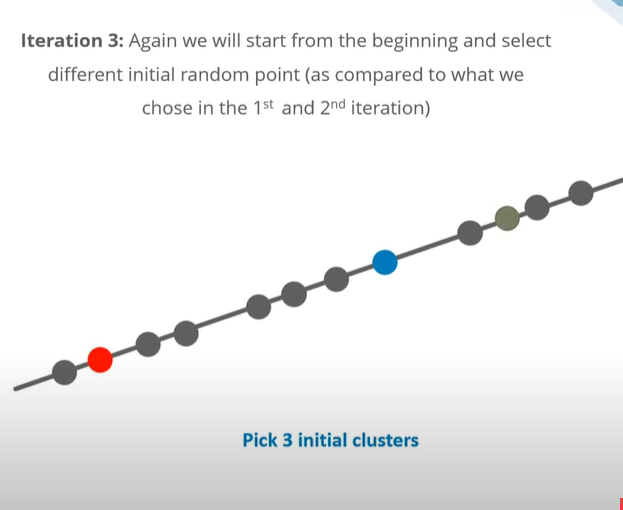 Iteration 3: Again we will start from the beginning and select
different initial random point (as compared to what we
chose in the 1st and 2nd iteration)
Pick 3 initial clusters